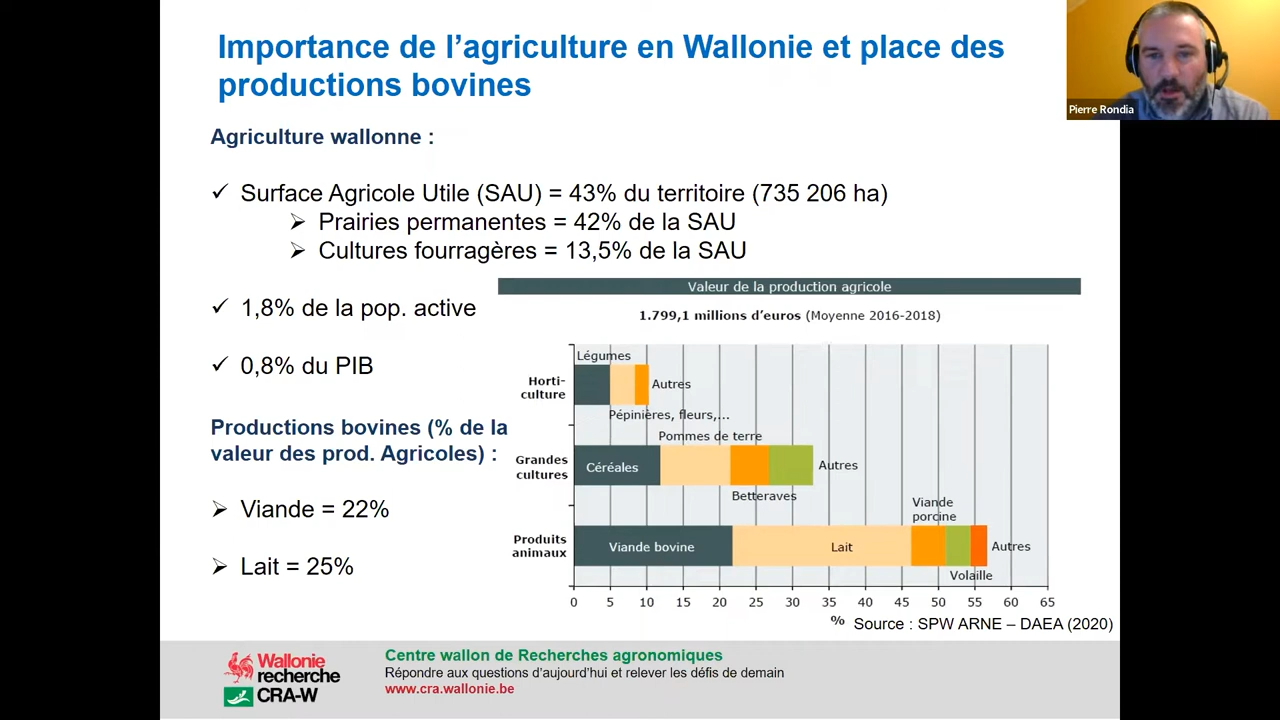 Importance de l’agriculture en Wallonie et place des
productions bovines
Pierre Rondia
Agriculture wallonne :
✓ Surface Agricole Utile (SAU) = 43% du territoire (735 206 ha)
➢ Prairies permanentes = 42% de la SAU
➢ Cultures fourragères = 13,5% de la SAU
✓ 1,8% de la pop. active
✓ 0,8% du PIB
Productions bovines (% de la
valeur des prod. Agricoles) :
➢ Viande = 22%
➢ Lait = 25%
Valeur de la production agricole
1.799,1 millions d’euros (Moyenne 2016-2018)
Légumes
Horti-
culture
Autres
Pépinières, fleurs,...
Pommes de terre
Grandes
cultures
Céréales
Autres
Betteraves
Viande
porcine
Produits
animaux
Viande bovine
Lait
Autres
Volaille
0 5 10 15 20 25 30 35 40 45 50 55 60 65
%
Source : SPW ARNE – DAEA (2020)
Wallonie
recherche
CRA-W
Centre wallon de Recherches agronomiques
Répondre aux questions d’aujourd’hui et relever les défis de demain
www.cra.wallonie.be